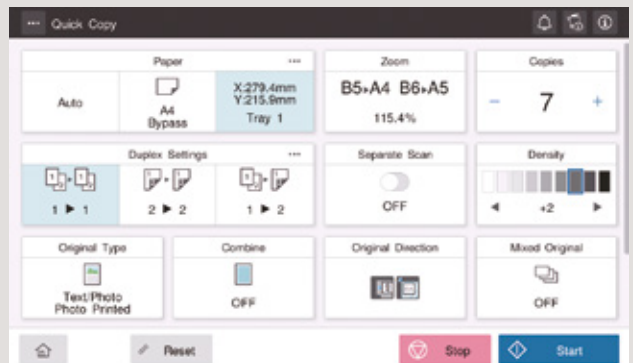 Quick Copy
Paper
Auto
A4
Bypass
X:279.4mm
Y:215.9mm
Tray 1
Zoom
B5▸A4 B6▸A5
115.4%
Copies
- 7 +
Duplex Settings
1 ▶ 1
2 ▶ 2
1 ▶ 2
Separate Scan
OFF
Density
+2
Original Type
Text/Photo
Photo Printed
Combine
OFF
Original Direction
Mixed Original
OFF
Reset
Stop
Start